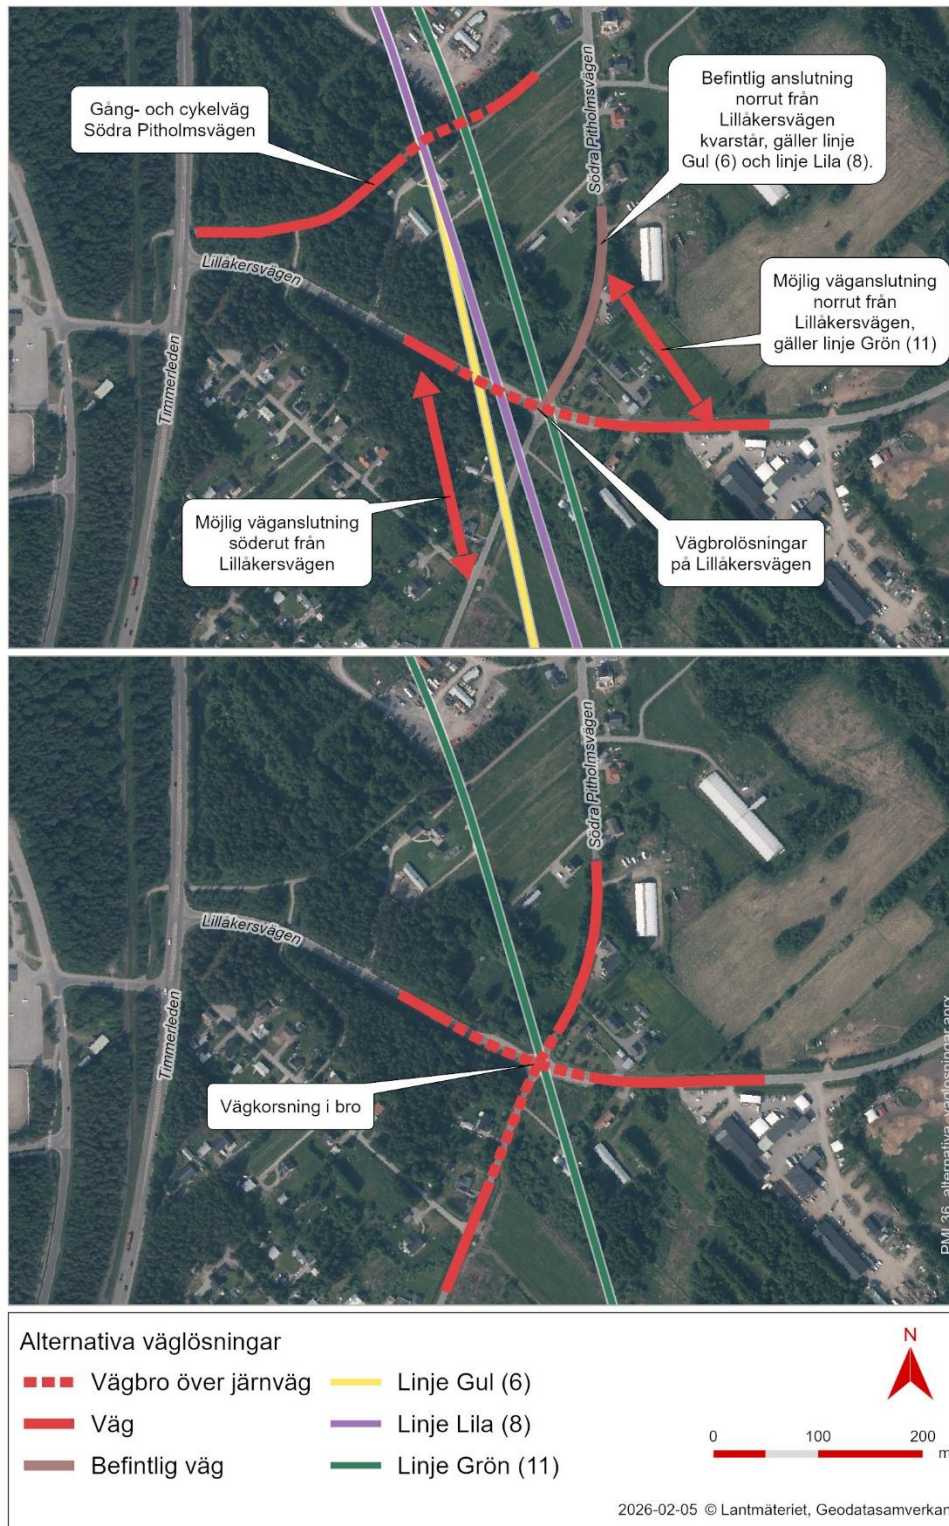 Gång- och cykelväg
Södra Pitholmsvägen
Södra Pitholmsvägen
Befintlig anslutning
norrut från
Lillåkersvägen
kvarstår, gäller linje
Gul (6) och linje Lila (8).
Lillåkersvägen
Timmerleden
Möjlig väganslutning
norrut från
Lillåkersvägen,
gäller linje Grön (11)
Möjlig väganslutning
söderut från
Lillåkersvägen
Vägbrolösningar
på Lillåkersvägen
Södra Pitholmsvägen
Lillåkersvägen
Timmerleden
Vägkorsning i bro
Alternativa väglösningar
Vägbro över järnväg
Väg
Befintlig väg
Linje Gul (6)
Linje Lila (8)
Linje Grön (11)
N
0 100 200
m
2026-02-05 © Lantmäteriet, Geodatasamverkan